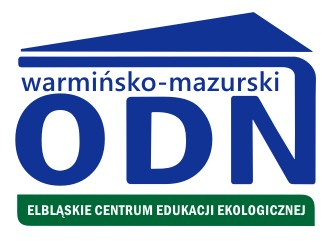 warmińsko-mazurski
ODN
ELBLĄSKIE CENTRUM EDUKACJI EKOLOGICZNEJ